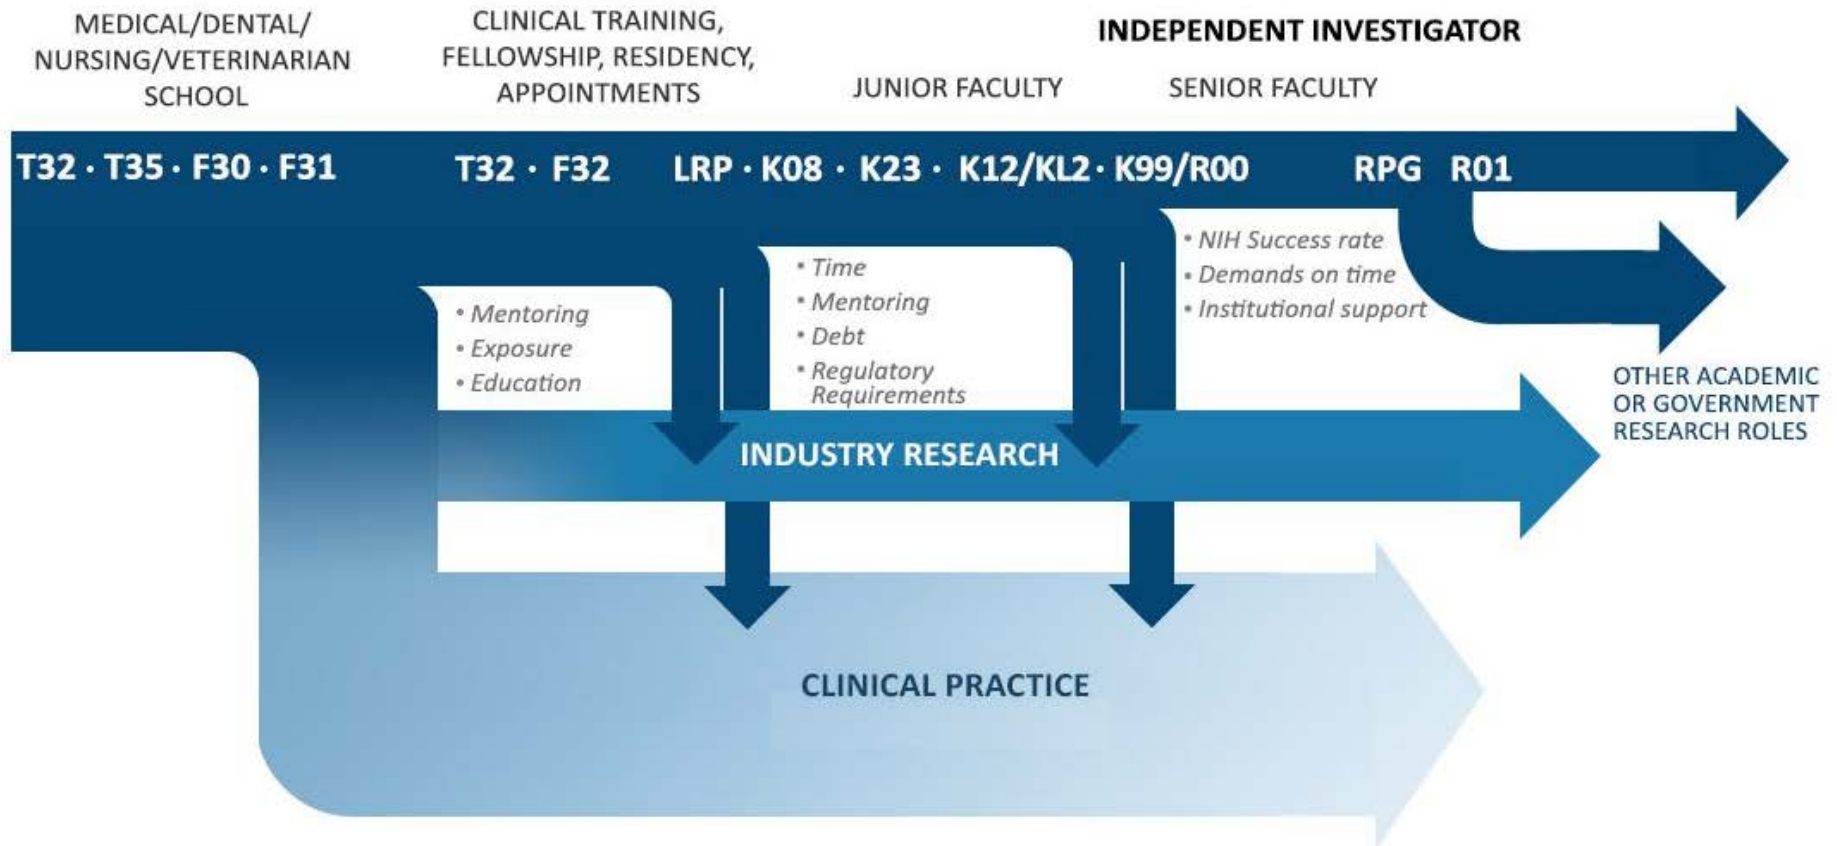 MEDICAL/DENTAL/
NURSING/VETERINARIAN
SCHOOL
CLINICAL TRAINING,
FELLOWSHIP, RESIDENCY,
APPOINTMENTS
INDEPENDENT INVESTIGATOR
JUNIOR FACULTY
SENIOR FACULTY
T32 · T35 · F30 · F31
T32 · F32
LRP · K08 · K23 · K12/KL2 · K99/R00
RPG R01
• Mentoring
• Exposure
• Education
• Time
• Mentoring
• Debt
• Regulatory
Requirements
• NIH Success rate
• Demands on time
• Institutional support
OTHER ACADEMIC
OR GOVERNMENT
RESEARCH ROLES
INDUSTRY RESEARCH
CLINICAL PRACTICE